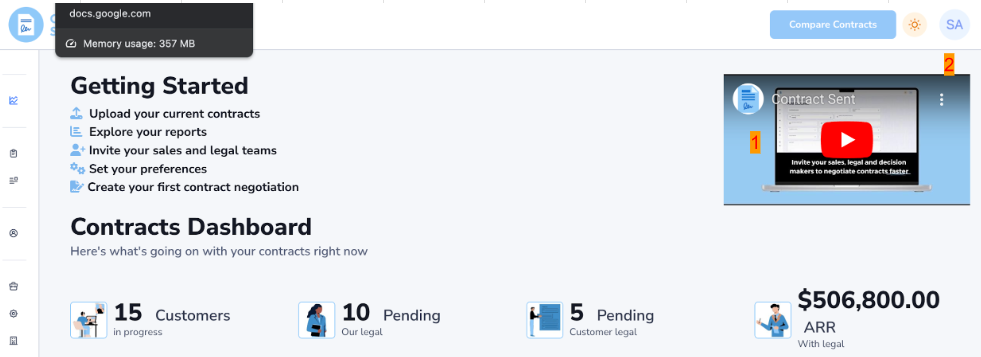 docs.google.com
Memory usage: 357 MB
Compare Contracts
SA
2
Getting Started
Upload your current contracts
Explore your reports
Invite your sales and legal teams
Set your preferences
Create your first contract negotiation
Contract Sent
1
Invite your sales, legal and decision
makers to negotiate contracts faster
Contracts Dashboard
Here's what's going on with your contracts right now
15 Customers
in progress
10 Pending
Our legal
5 Pending
Customer legal
$506,800.00
ARR
With legal